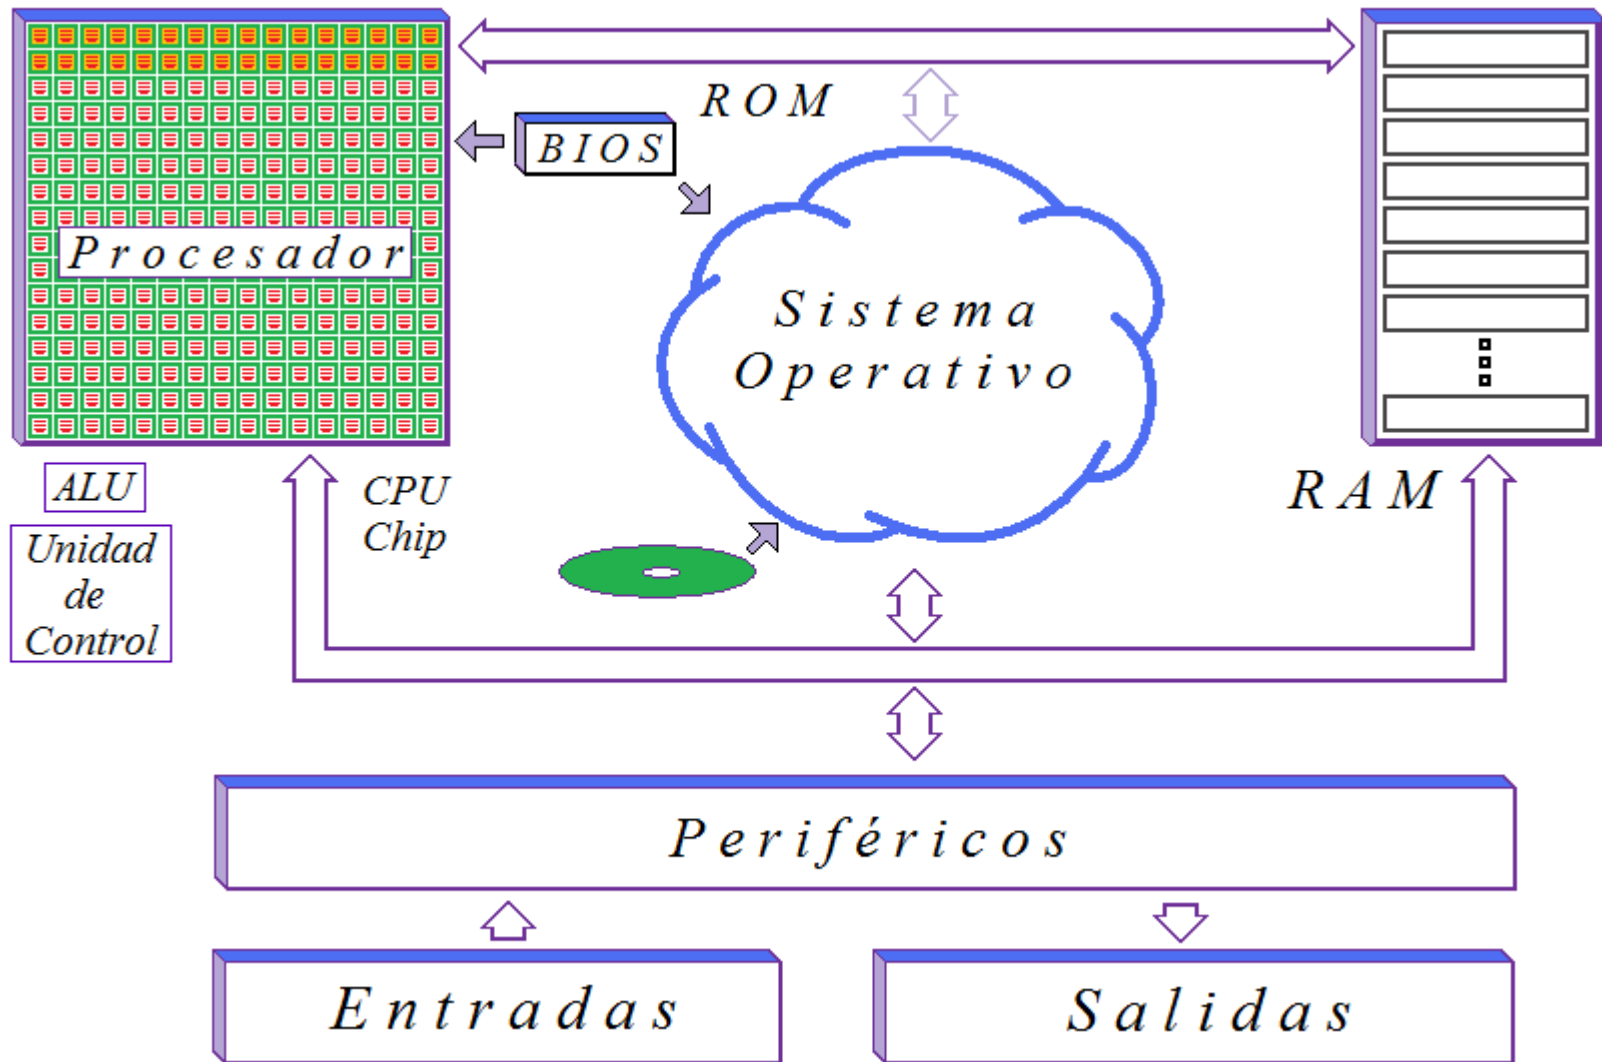 ROM
BIOS
Procesador
Sistema
Operativo
ALU
CPU
Chip
RAM
Unidad
de
Control
Periféricos
Entradas
Salidas